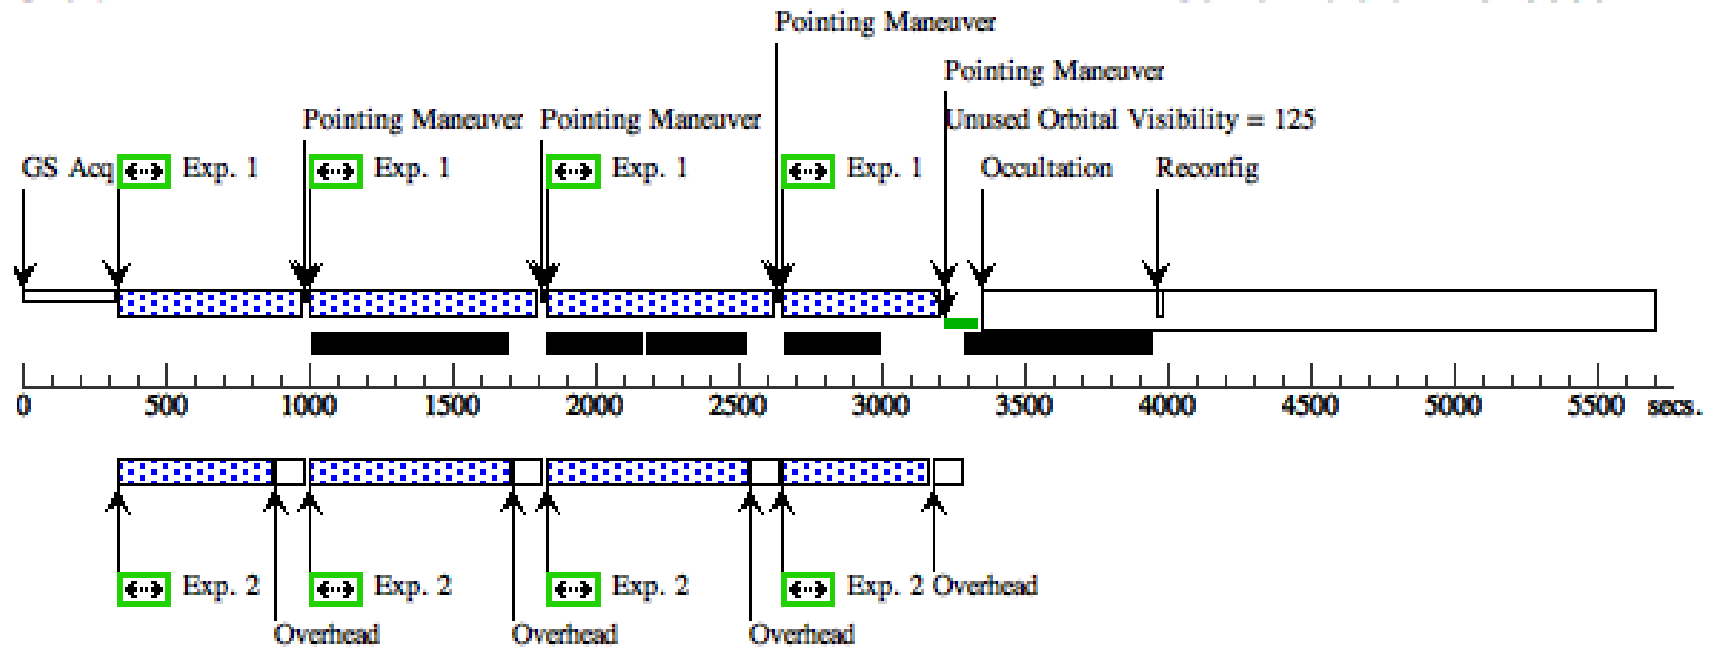 Pointing Maneuver
Pointing Maneuver
Pointing Maneuver Pointing Maneuver Unused Orbital Visibility = 125
GS Acq Exp. 1 Exp. 1 Exp. 1 Exp. 1 Occultation Reconfig
0 500 1000 1500 2000 2500 3000 3500 4000 4500 5000 5500 secs.
Exp. 2 Exp. 2 Exp. 2 Exp. 2 Overhead
Overhead Overhead Overhead